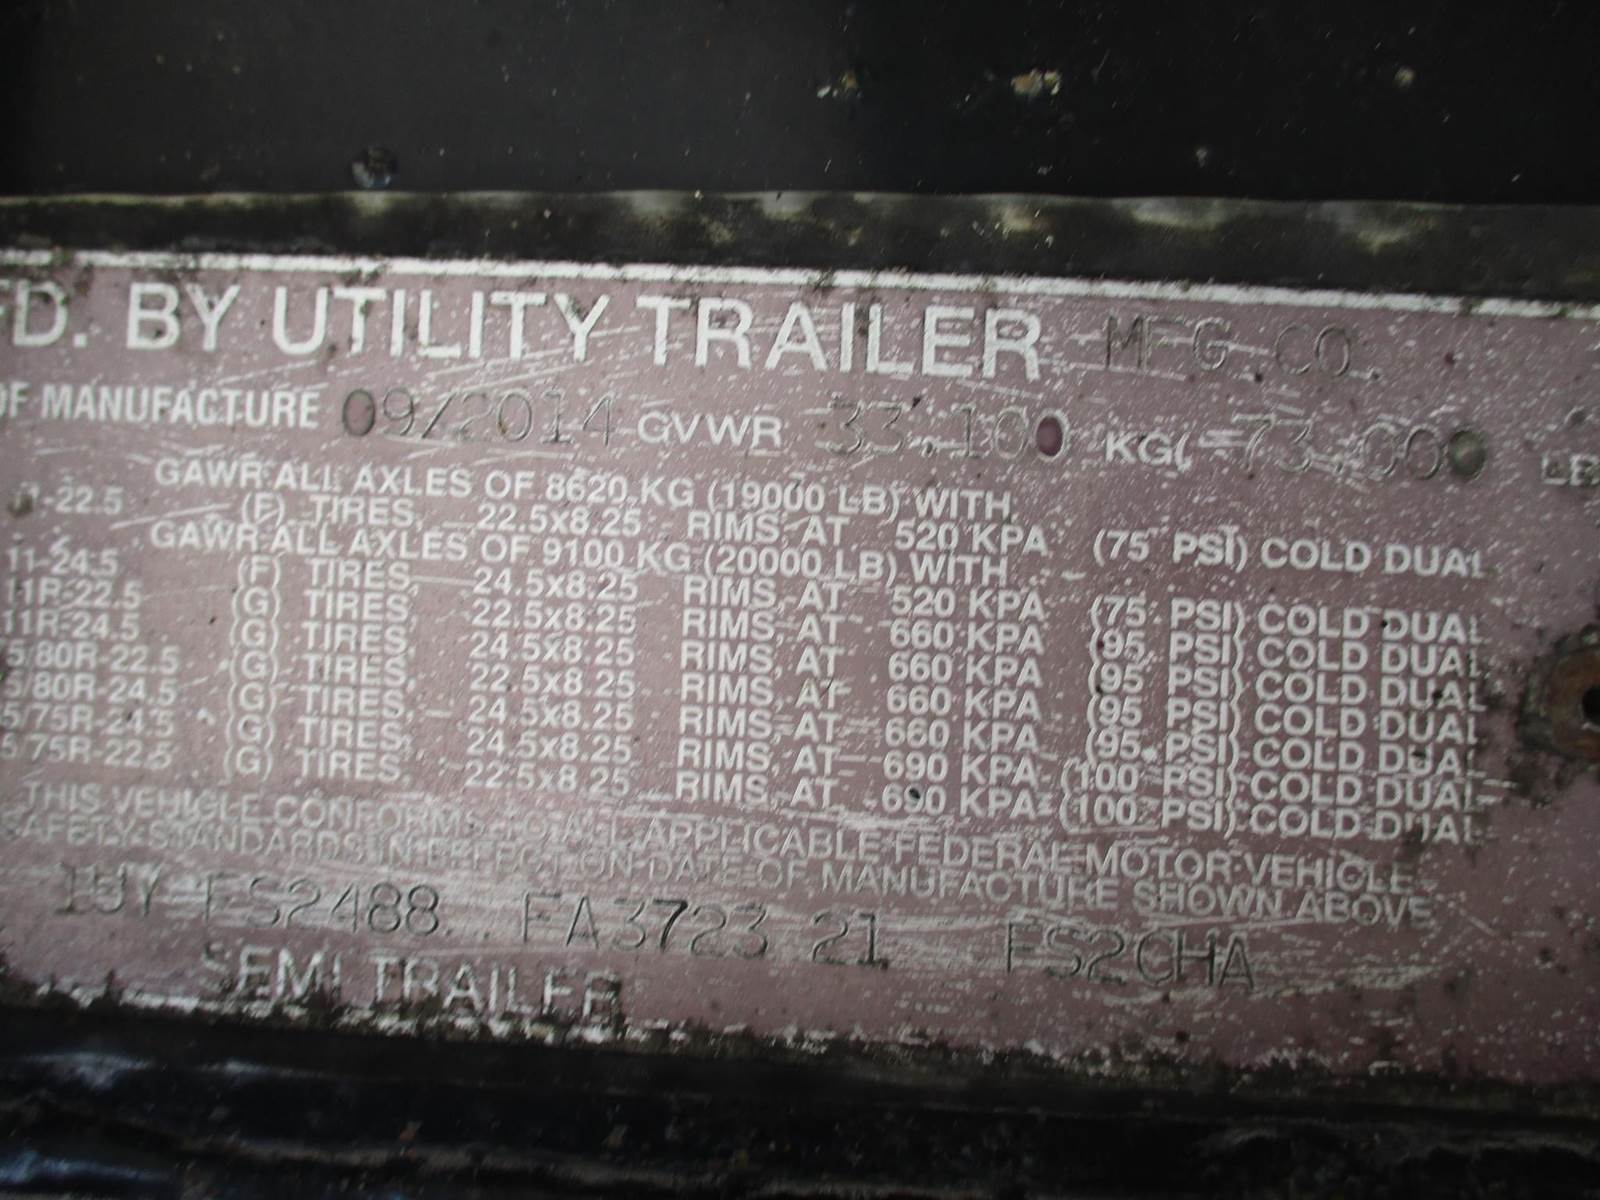 FD. BY UTILITY TRAILER MFG. CO.
OF MANUFACTURE 09/2014 GVWR 33,100 KG( 73,000 LB
-22.5 GAWR ALL AXLES OF 8620 KG (19000 LB) WITH
(F) TIRES, 22.5x8.25 RIMS, AT 520 KPA (75 PSI) COLD DUAL
GAWR ALL AXLES OF 9100 KG (20000 LB) WITH
11-24.5 (F) TIRES, 24.5x8.25 RIMS, AT 520 KPA (75 PSI) COLD DUAL
11R-22.5 (G) TIRES, 22.5x8.25 RIMS, AT 660 KPA (95 PSI) COLD DUAL
11R-24.5 (G) TIRES, 24.5x8.25 RIMS, AT 660 KPA (95 PSI) COLD DUAL
5/80R-22.5 (G) TIRES, 22.5x8.25 RIMS, AT 660 KPA (95 PSI) COLD DUAL
5/80R-24.5 (G) TIRES, 24.5x8.25 RIMS, AT 660 KPA (95 PSI) COLD DUAL
5/75R-24.5 (G) TIRES, 24.5x8.25 RIMS, AT 690 KPA (100 PSI) COLD DUAL
5/75R-22.5 (G) TIRES, 22.5x8.25 RIMS, AT 690 KPA (100 PSI) COLD DUAL
THIS VEHICLE CONFORMS TO ALL APPLICABLE FEDERAL MOTOR VEHICLE
SAFETY STANDARDS IN EFFECT ON DATE OF MANUFACTURE SHOWN ABOVE
1UY FS2488 FA3723 21 FS2CHA
SEMI TRAILER